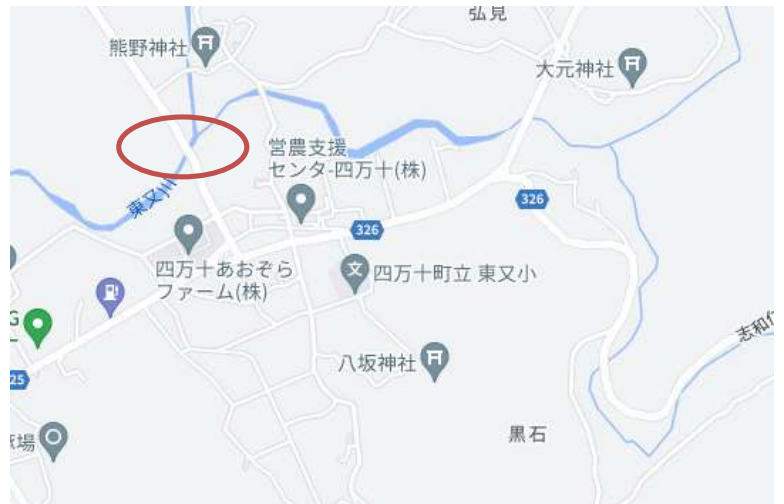 弘見
熊野神社
大元神社
営農支援
センタ-四万十(株)
東又川
326
326
四万十あおぞら
ファーム(株)
四万十町立 東又小
G
25
八坂神社
黒石
場